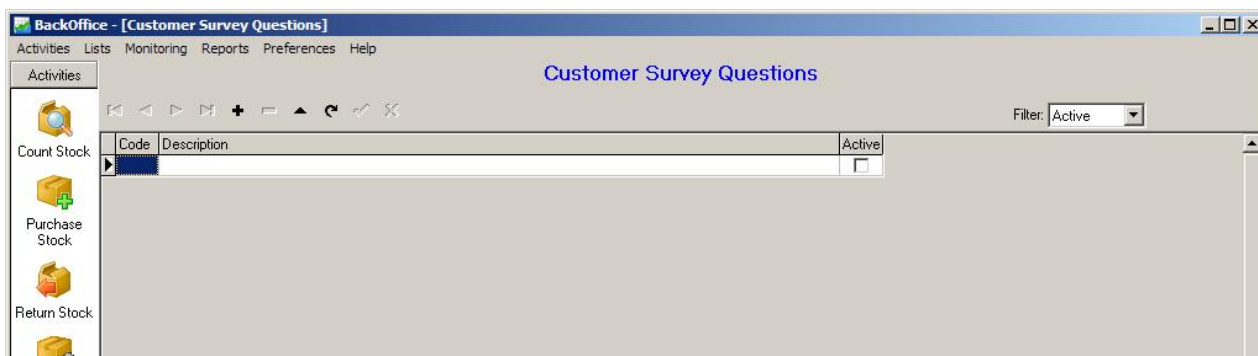 BackOffice - [Customer Survey Questions]
Activities Lists Monitoring Reports Preferences Help
Activities
Customer Survey Questions
Filter: Active
Count Stock
Code Description Active
Purchase
Stock
Return Stock